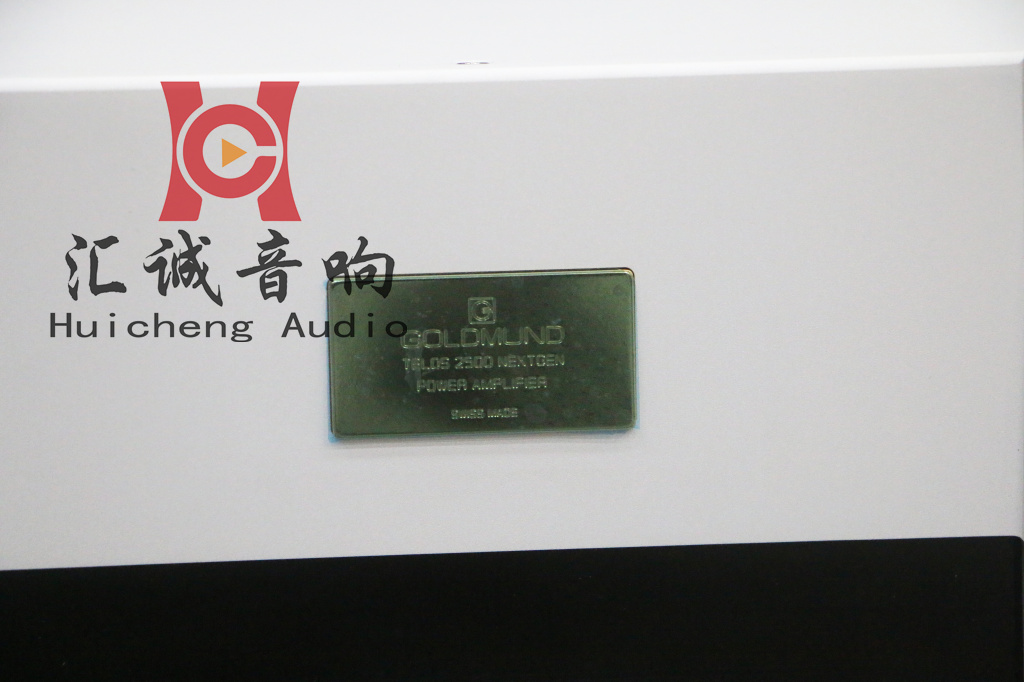 汇诚音响
Huicheng Audio
GOLDMUND
TELOS 2500 NEXTGEN
POWER AMPLIFIER
SWISS MADE